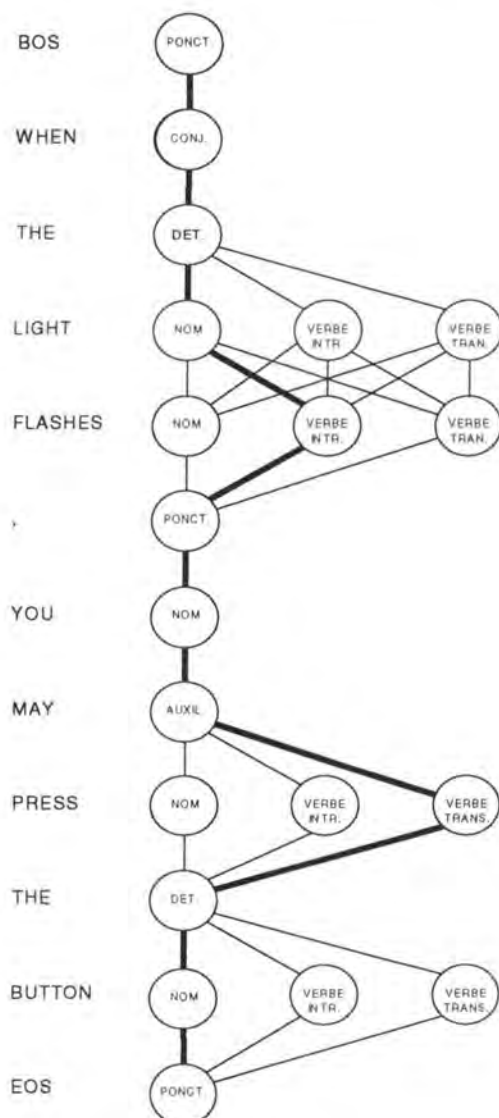 BOS PONCT.
WHEN CONJ.
THE DET.
LIGHT NOM VERBE INTR VERBE TRAN.
FLASHES NOM VERBE INTR. VERBE TRAN.
, PONCT.
YOU NOM
MAY AUXIL.
PRESS NOM VERBE INTR. VERBE TRANS.
THE DET.
BUTTON NOM VERBE INTR. VERBE TRANS.
EOS PONCT.